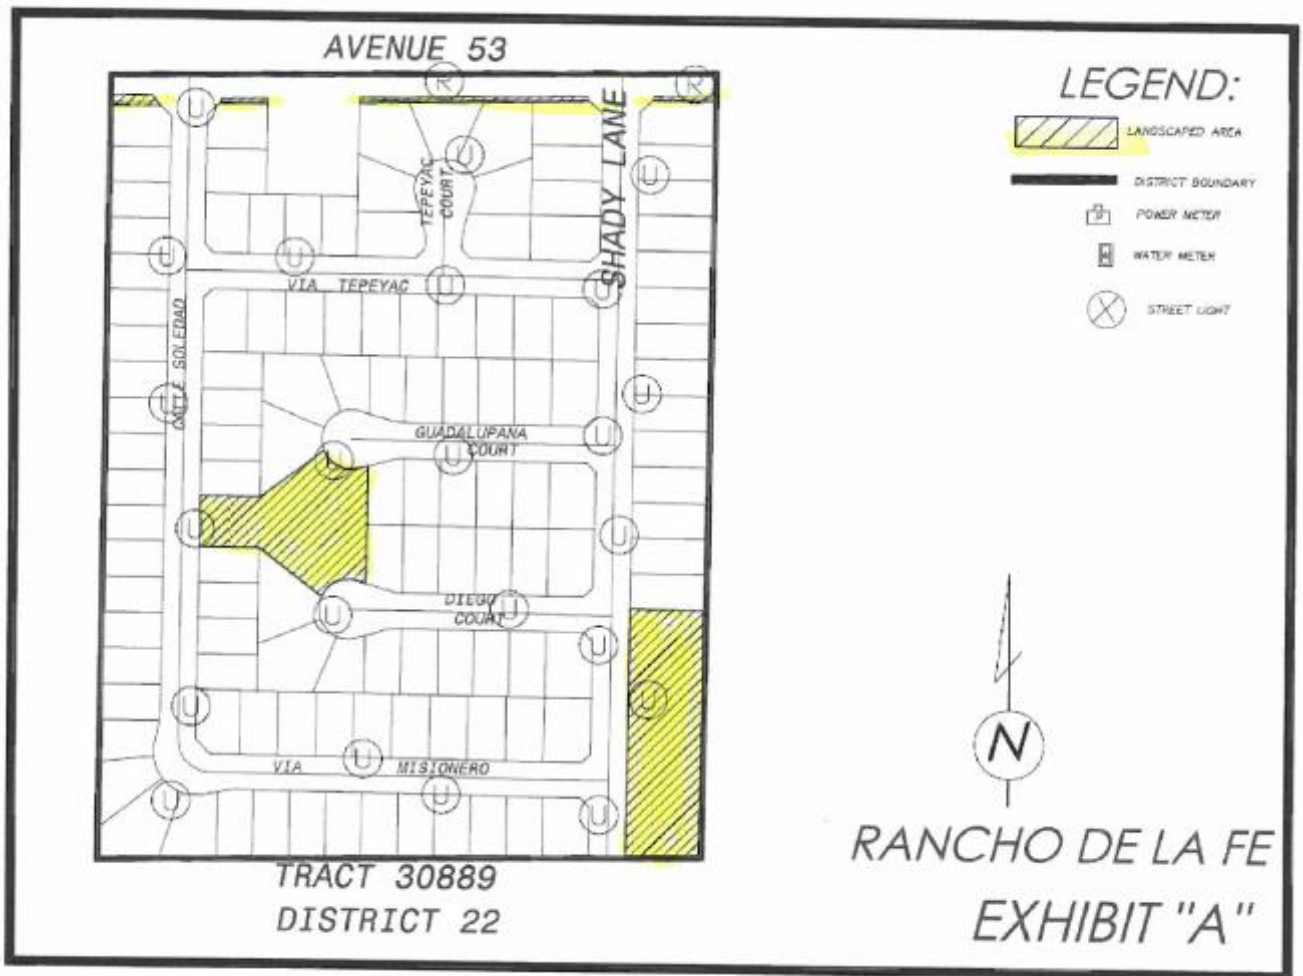 AVENUE 53
LEGEND:
LANDSCAPED AREA
DISTRICT BOUNDARY
POWER METER
WATER METER
STREET LIGHT
R
R
U
U
U
SHADY LANE
TEPEYAC
COURT
U
U
U
U
VIA TEPEYAC
CALLE SOLEDAD
U
U
U
GUADALUPANA
COURT
U
U
U
U
DIEGO
COURT
U
U
U
U
U
U
VIA MISIONERO
U
U
U
U
N
TRACT 30889
DISTRICT 22
RANCHO DE LA FE
EXHIBIT "A"